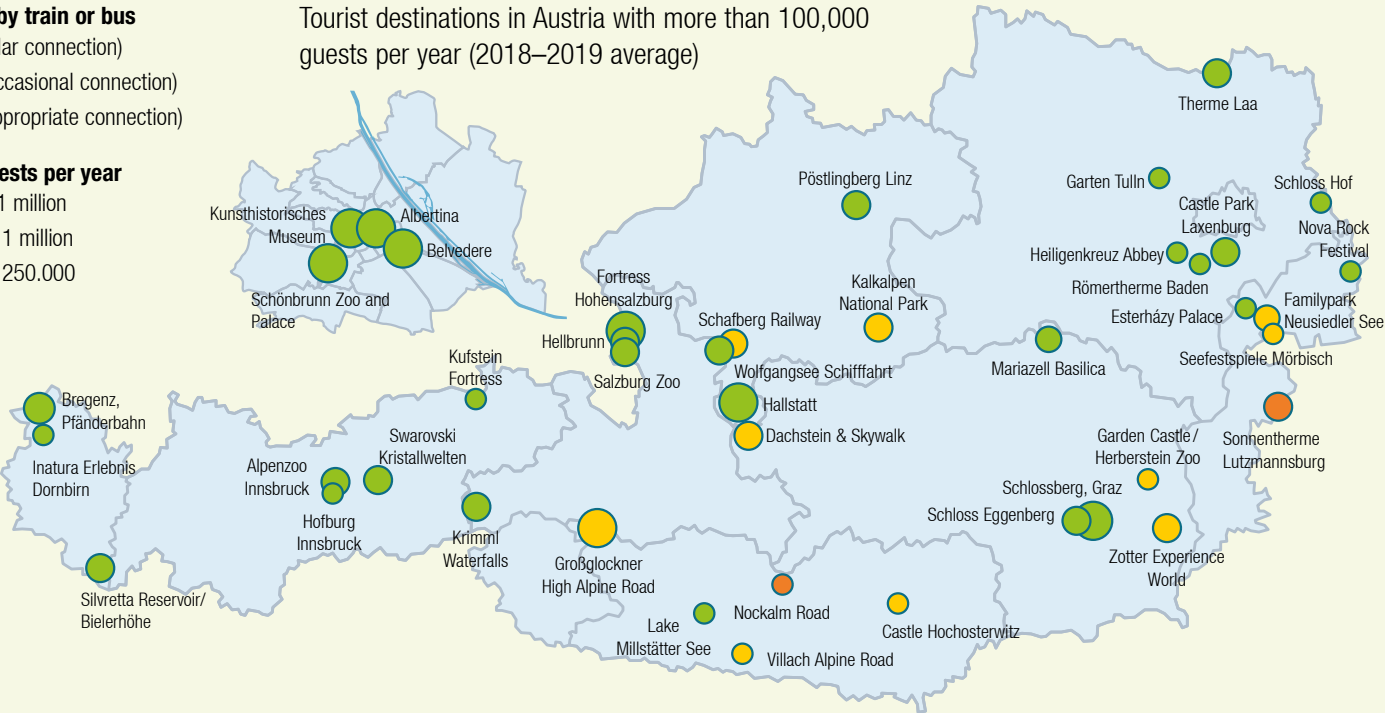 by train or bus
lar connection)
ccasional connection)
ppropriate connection)
ests per year
1 million
1 million
250.000
Tourist destinations in Austria with more than 100,000
guests per year (2018–2019 average)
Kunsthistorisches
Museum
Albertina
Belvedere
Schönbrunn Zoo and
Palace
Therme Laa
Pöstlingberg Linz
Garten Tulln
Schloss Hof
Castle Park
Laxenburg
Nova Rock
Festival
Heiligenkreuz Abbey
Römertherme Baden
Esterházy Palace
Familypark
Neusiedler See
Seefestspiele Mörbisch
Fortress
Hohensalzburg
Hellbrunn
Salzburg Zoo
Kalkalpen
National Park
Schafberg Railway
Wolfgangsee Schifffahrt
Mariazell Basilica
Hallstatt
Dachstein & Skywalk
Kufstein
Fortress
Bregenz,
Pfänderbahn
Inatura Erlebnis
Dornbirn
Swarovski
Kristallwelten
Alpenzoo
Innsbruck
Hofburg
Innsbruck
Silvretta Reservoir/
Bielerhöhe
Krimml
Waterfalls
Großglockner
High Alpine Road
Garden Castle/
Herberstein Zoo
Sonnentherme
Lutzmannsburg
Schlossberg, Graz
Schloss Eggenberg
Zotter Experience
World
Nockalm Road
Lake
Millstätter See
Castle Hochosterwitz
Villach Alpine Road